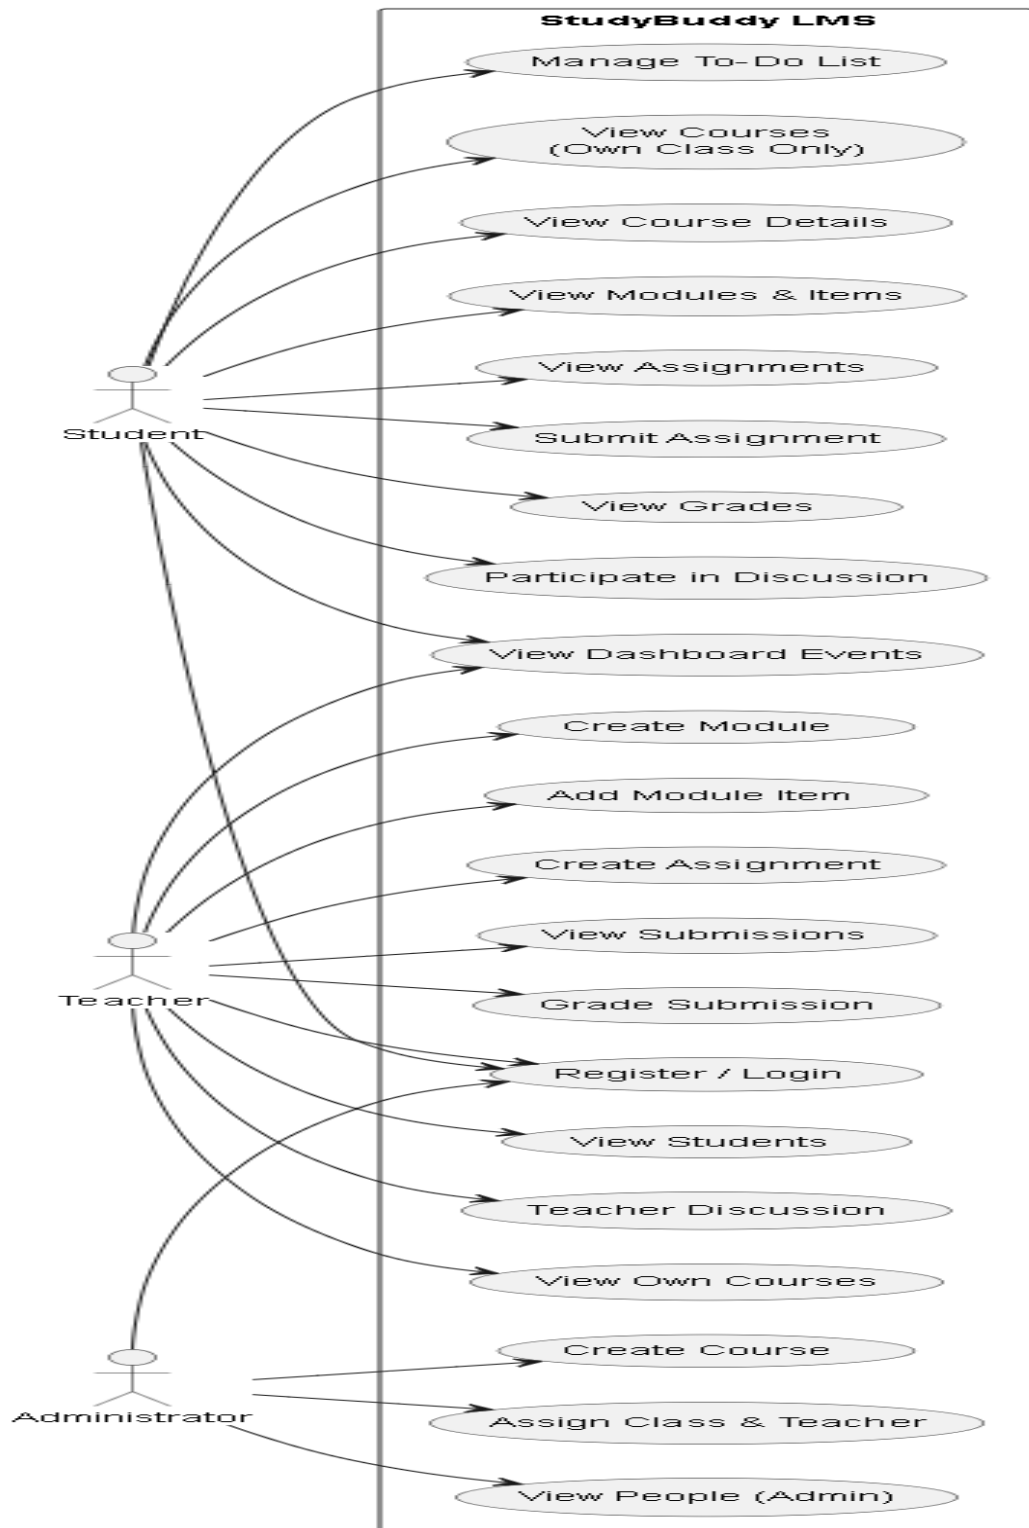 StudyBuddy LMS
Manage To-Do List
View Courses
(Own Class Only)
View Course Details
View Modules & Items
View Assignments
Student
Submit Assignment
View Grades
Participate in Discussion
View Dashboard Events
Create Module
Add Module Item
Create Assignment
View Submissions
Teacher
Grade Submission
Register / Login
View Students
Teacher Discussion
View Own Courses
Create Course
Administrator
Assign Class & Teacher
View People (Admin)